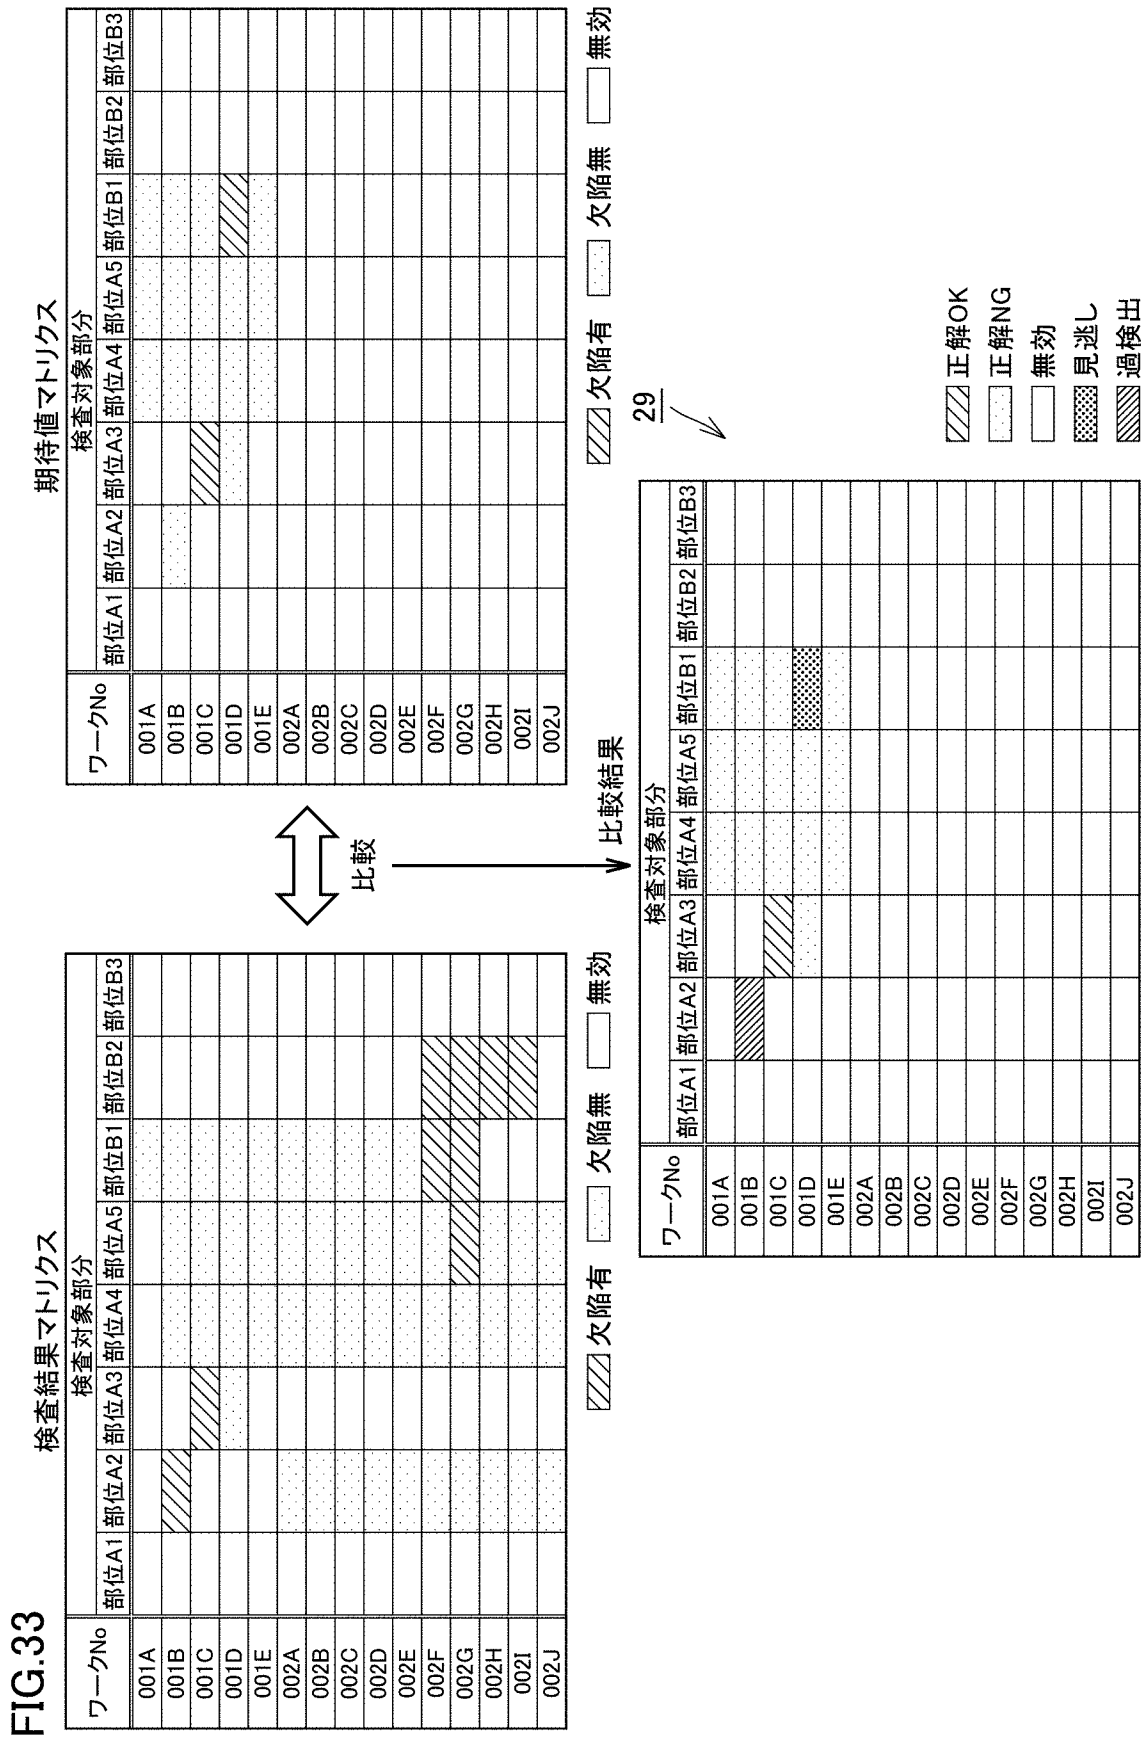 FIG.33
検査結果マトリクス
ワークNo 検査対象部分
部位A1 部位A2 部位A3 部位A4 部位A5 部位B1 部位B2 部位B3
001A
001B
001C
001D
001E
002A
002B
002C
002D
002E
002F
002G
002H
002I
002J
欠陥有 欠陥無 無効
比較
期待値マトリクス
ワークNo 検査対象部分
部位A1 部位A2 部位A3 部位A4 部位A5 部位B1 部位B2 部位B3
001A
001B
001C
001D
001E
002A
002B
002C
002D
002E
002F
002G
002H
002I
002J
欠陥有 欠陥無 無効
比較結果
29
ワークNo 検査対象部分
部位A1 部位A2 部位A3 部位A4 部位A5 部位B1 部位B2 部位B3
001A
001B
001C
001D
001E
002A
002B
002C
002D
002E
002F
002G
002H
002I
002J
正解OK
正解NG
無効
見逃し
過検出